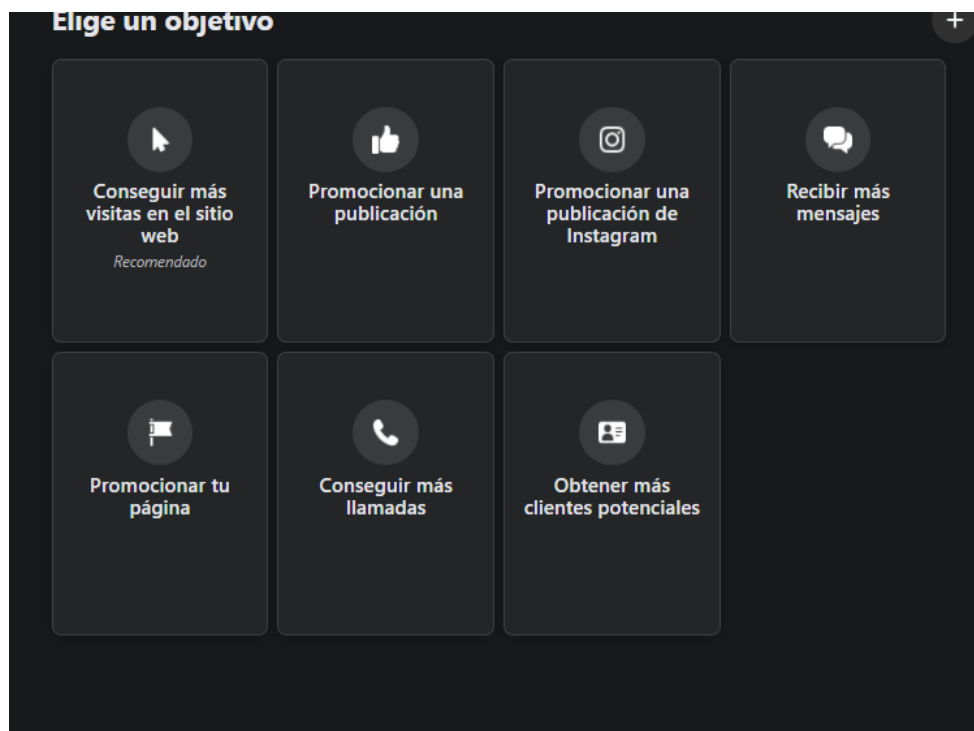 Elige un objetivo
Conseguir más
visitas en el sitio
web
Recomendado
Promocionar una
publicación
Promocionar una
publicación de
Instagram
Recibir más
mensajes
Promocionar tu
página
Conseguir más
llamadas
Obtener más
clientes potenciales